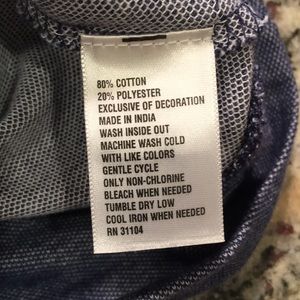 80% COTTON
20% POLYESTER
EXCLUSIVE OF DECORATION
MADE IN INDIA
WASH INSIDE OUT
MACHINE WASH COLD
WITH LIKE COLORS
GENTLE CYCLE
ONLY NON-CHLORINE
BLEACH WHEN NEEDED
TUMBLE DRY LOW
COOL IRON WHEN NEEDED
RN 31104